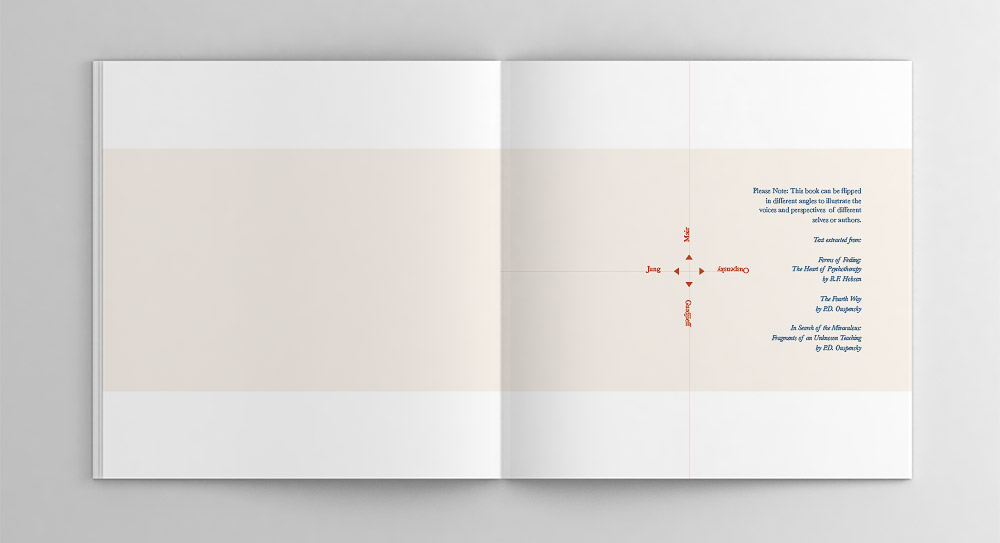 Please Note: This book can be flipped
in different angles to illustrate the
voices and perspectives of different
selves or authors.
Text extracted from:
Forms of Feeling:
The Heart of Psychotherapy
by R.F. Hobson
The Fourth Way
by P.D. Ouspensky
In Search of the Miraculous:
Fragments of an Unknown Teaching
by P.D. Ouspensky
Mair
Jung
Ouspensky
Gurdjieff